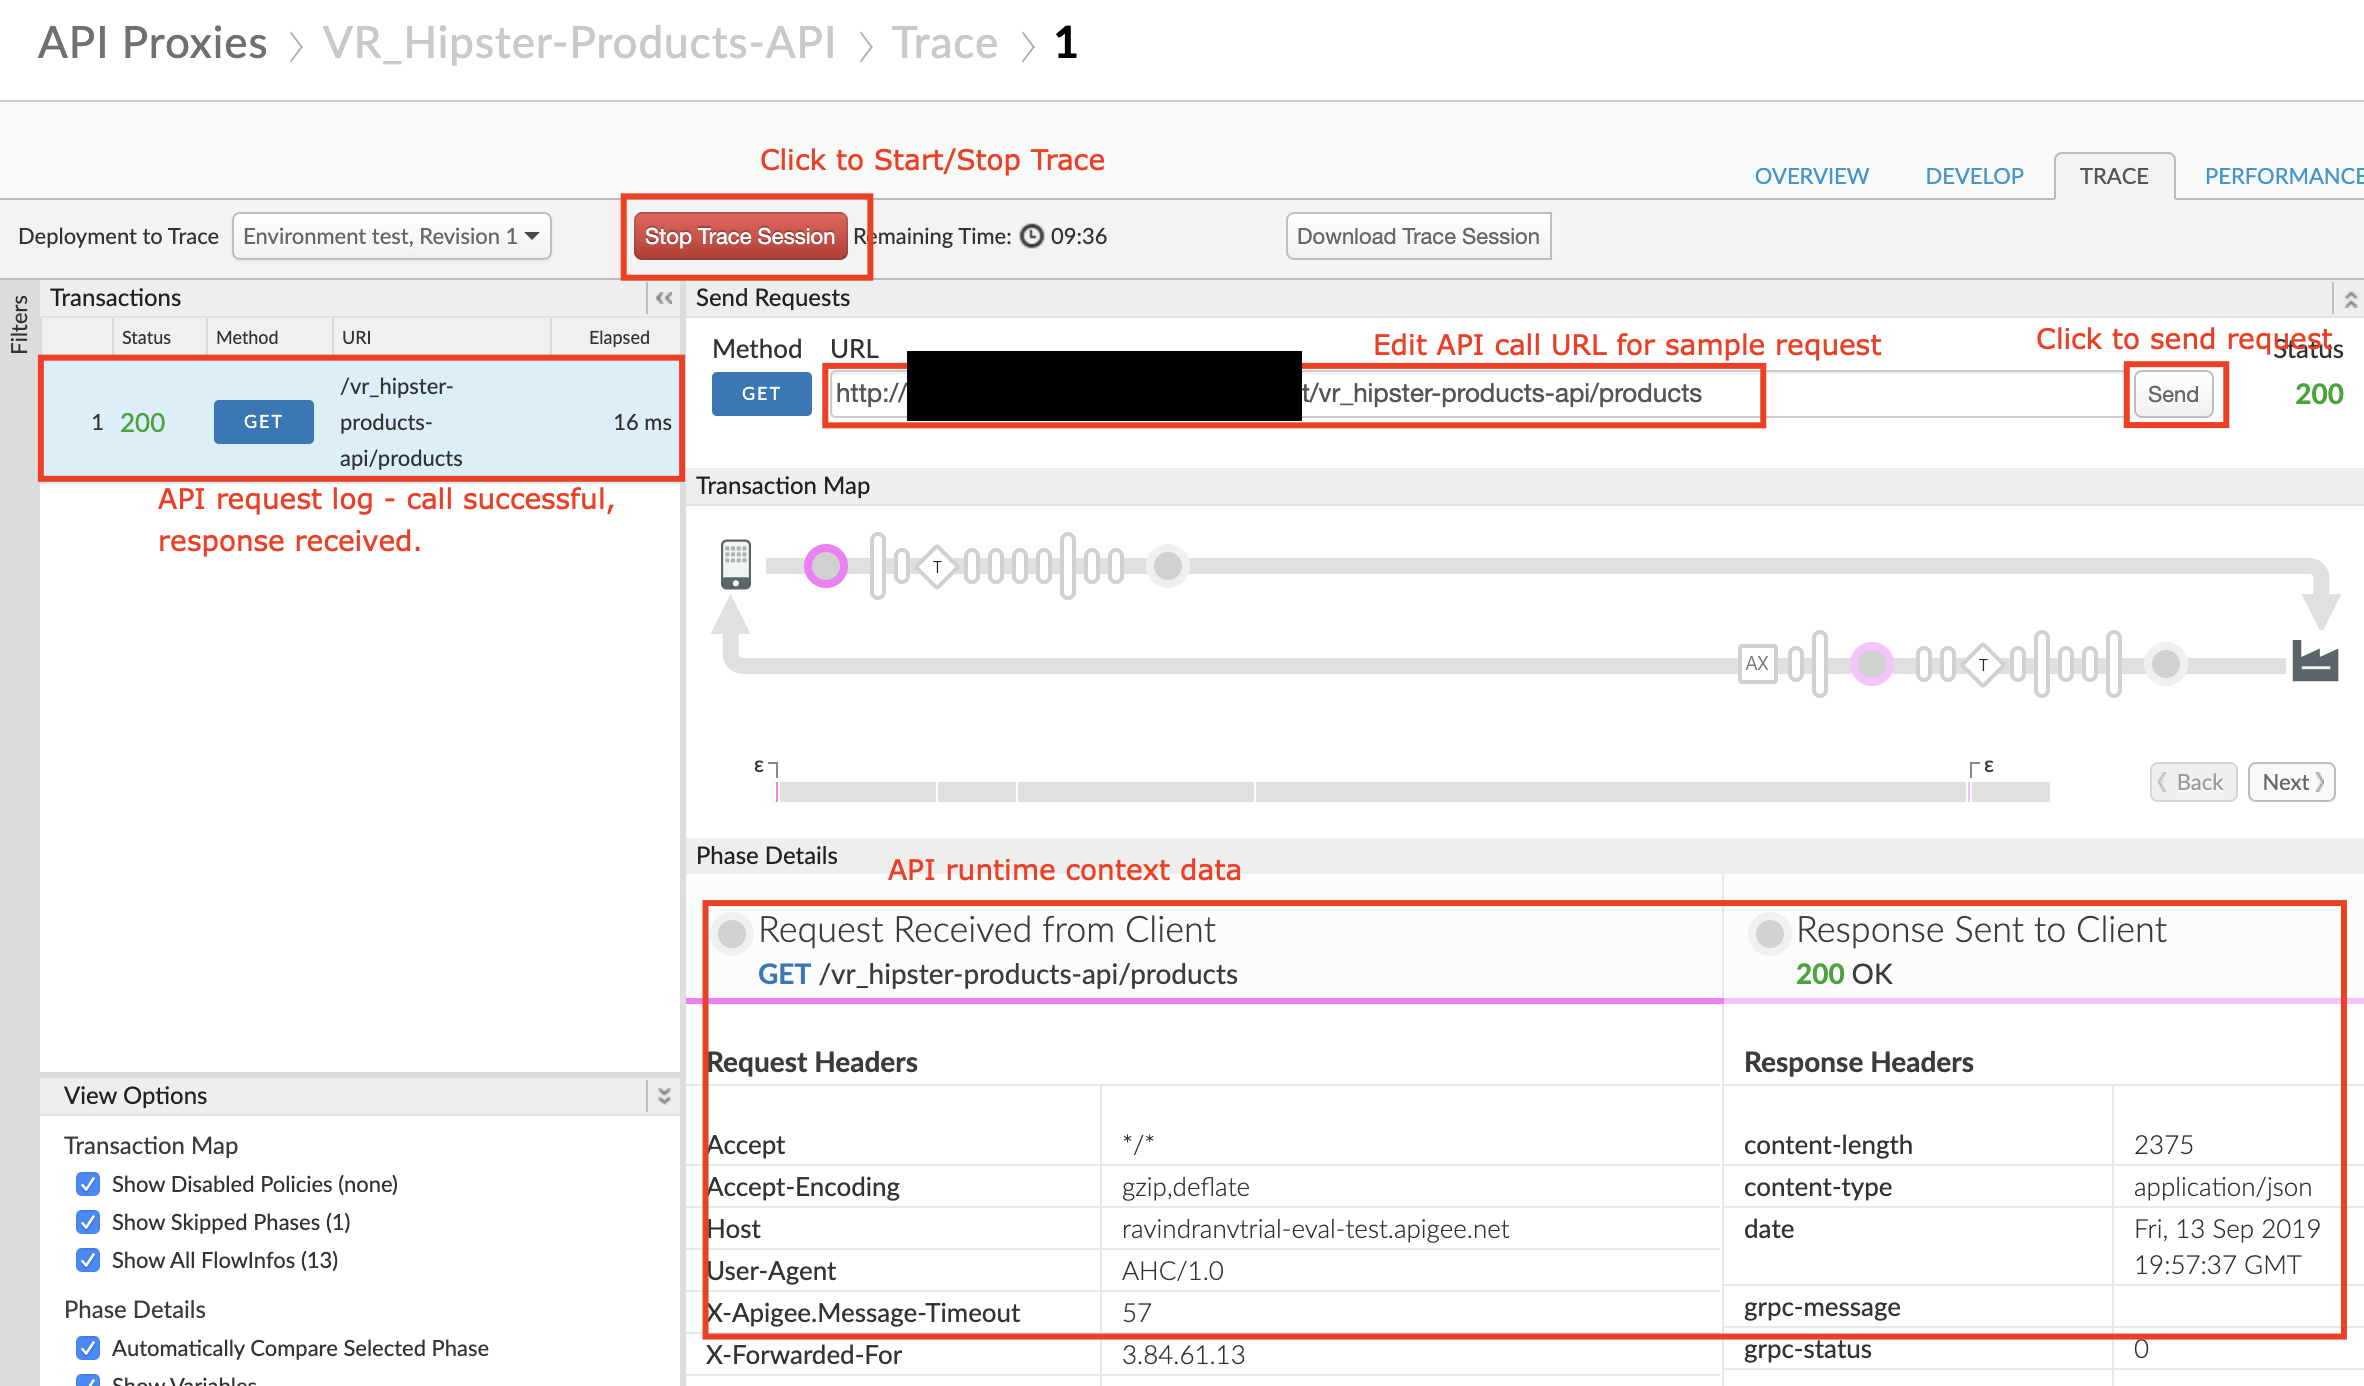 API Proxies > VR_Hipster-Products-API > Trace > 1
Click to Start/Stop Trace
OVERVIEW DEVELOP TRACE PERFORMANCE
Deployment to Trace Environment test, Revision 1 Stop Trace Session Remaining Time: 09:36 Download Trace Session
Filters
Transactions «
Status Method URI Elapsed
1 200 GET /vr_hipster-
products-
api/products 16 ms
API request log - call successful,
response received.
Send Requests
Method URL Edit API call URL for sample request Click to send request. Status
GET http:// t/vr_hipster-products-api/products Send 200
Transaction Map
T
AX T
ε ε
Back Next
Phase Details
API runtime context data
Request Received from Client
GET /vr_hipster-products-api/products
Response Sent to Client
200 OK
Request Headers
Accept */*
Accept-Encoding gzip,deflate
Host ravindranvtrial-eval-test.apigee.net
User-Agent AHC/1.0
X-Apigee.Message-Timeout 57
X-Forwarded-For 3.84.61.13
Response Headers
content-length 2375
content-type application/json
date Fri, 13 Sep 2019
19:57:37 GMT
grpc-message
grpc-status 0
View Options
Transaction Map
Show Disabled Policies (none)
Show Skipped Phases (1)
Show All FlowInfos (13)
Phase Details
Automatically Compare Selected Phase
Show Variables